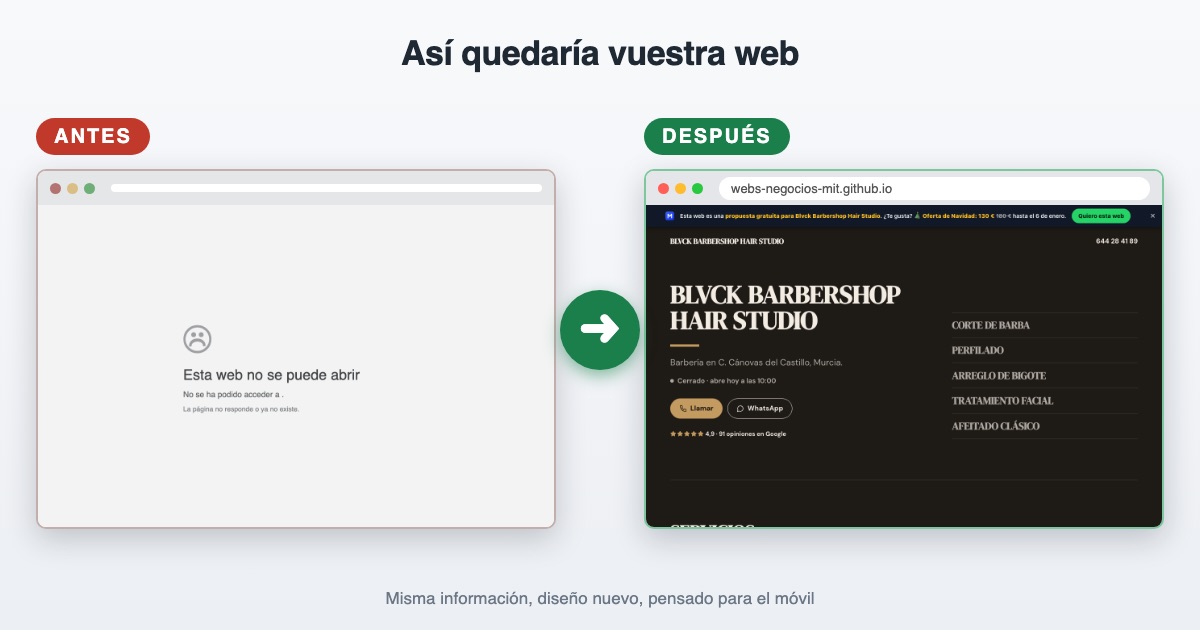 Así quedaría vuestra web
ANTES
Esta web no se puede abrir
No se ha podido acceder a .
La página no responde o ya no existe.
DESPUÉS
webs-negocios-mit.github.io
M Esta web es una propuesta gratuita para Blvck Barbershop Hair Studio. ¿Te gusta? 🎄 Oferta de Navidad: 130 € 180 € hasta el 6 de enero. Quiero esta web ×
BLVCK BARBERSHOP HAIR STUDIO 644 28 41 89
BLVCK BARBERSHOP
HAIR STUDIO
Barbería en C. Cánovas del Castillo, Murcia.
Cerrado · abre hoy a las 10:00
Llamar WhatsApp
★★★★★ 4,9 · 91 opiniones en Google
CORTE DE BARBA
PERFILADO
ARREGLO DE BIGOTE
TRATAMIENTO FACIAL
AFEITADO CLÁSICO
SERVICIOS
Misma información, diseño nuevo, pensado para el móvil